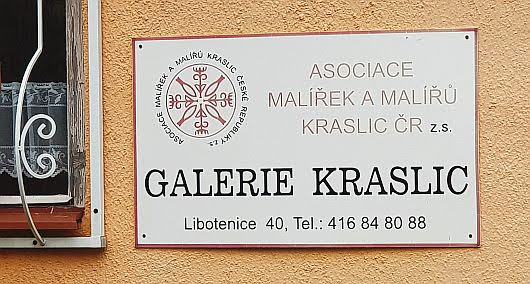 ASOCIACE MALÍŘEK A MALÍŘŮ KRASLIC ČESKÉ REPUBLIKY z.s.
ASOCIACE
MALÍŘEK A MALÍŘŮ
KRASLIC ČR z.s.
GALERIE KRASLIC
Libotenice 40, Tel.: 416 84 80 88